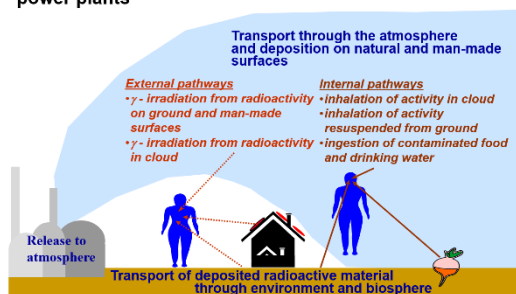 power plants
Transport through the atmosphere
and deposition on natural and man-made
surfaces
External pathways
•γ - irradiation from radioactivity
on ground and man-made
surfaces
•γ - irradiation from radioactivity
in cloud
Internal pathways
•inhalation of activity in cloud
•inhalation of activity
resuspended from ground
•ingestion of contaminated food
and drinking water
Release to
atmosphere
Transport of deposited radioactive material
through environment and biosphere